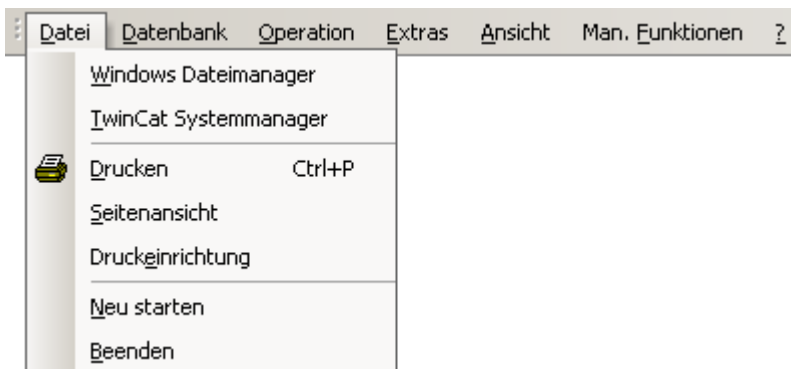 Datei Datenbank Operation Extras Ansicht Man. Funktionen ?
Windows Dateimanager
TwinCat Systemmanager
Drucken Ctrl+P
Seitenansicht
Druckeinrichtung
Neu starten
Beenden